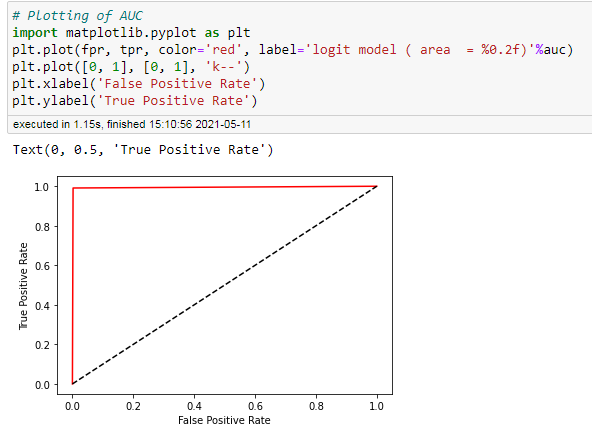 # Plotting of AUC
import matplotlib.pyplot as plt
plt.plot(fpr, tpr, color='red', label='logit model ( area  = %0.2f)'%auc)
plt.plot([0, 1], [0, 1], 'k--')
plt.xlabel('False Positive Rate')
plt.ylabel('True Positive Rate')
executed in 1.15s, finished 15:10:56 2021-05-11
Text(0, 0.5, 'True Positive Rate')
1.0
0.8
0.6
0.4
0.2
0.0
True Positive Rate
0.0 0.2 0.4 0.6 0.8 1.0
False Positive Rate